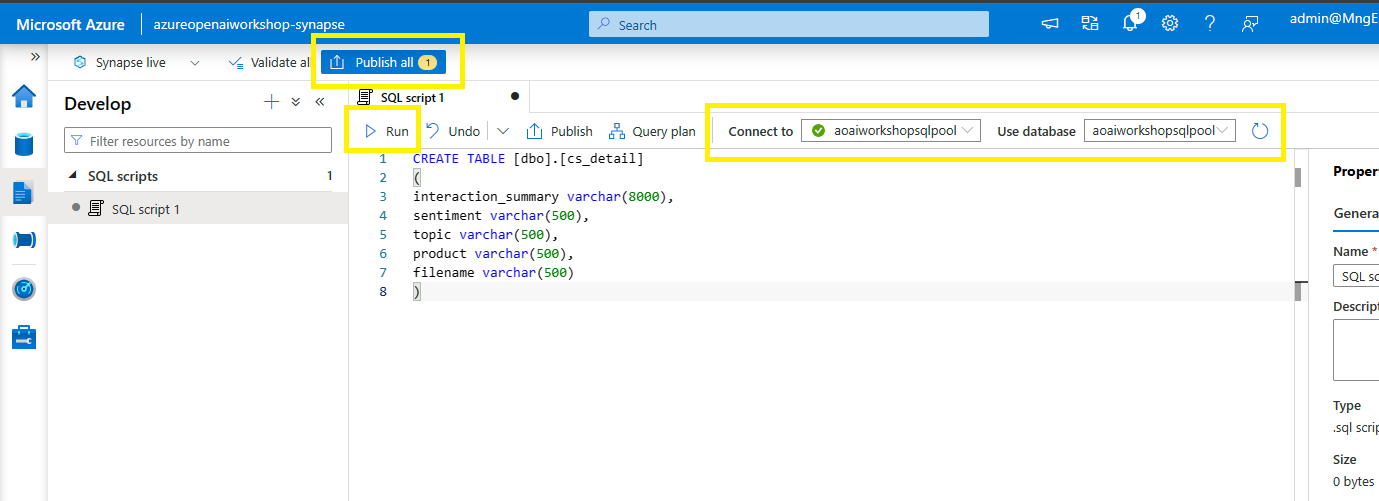 Microsoft Azure azureopenaiworkshop-synapse Search 1 admin@MngE
Synapse live Validate al Publish all 1
Develop
Filter resources by name
SQL scripts 1
SQL script 1
SQL script 1
Run Undo Publish Query plan Connect to aoaiworkshopsqlpool Use database aoaiworkshopsqlpool
1 CREATE TABLE [dbo].[cs_detail]
2 (
3 interaction_summary varchar(8000),
4 sentiment varchar(500),
5 topic varchar(500),
6 product varchar(500),
7 filename varchar(500)
8 )
Proper
Genera
Name *
SQL sc
Descript
Type
.sql scrip
Size
0 bytes